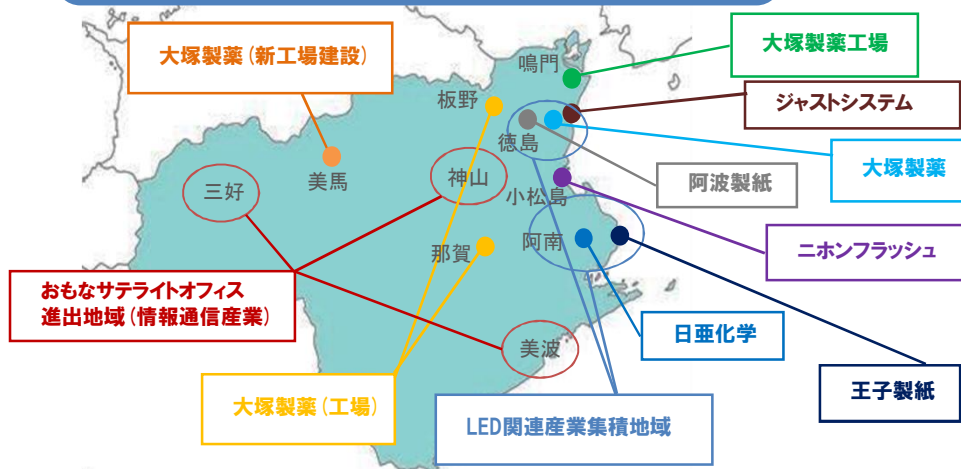 大塚製薬(新工場建設)
大塚製薬工場
鳴門
板野
ジャストシステム
徳島
大塚製薬
阿波製紙
美馬
三好
神山
小松島
那賀
阿南
ニホンフラッシュ
おもなサテライトオフィス
進出地域(情報通信産業)
日亜化学
美波
王子製紙
大塚製薬(工場)
LED関連産業集積地域